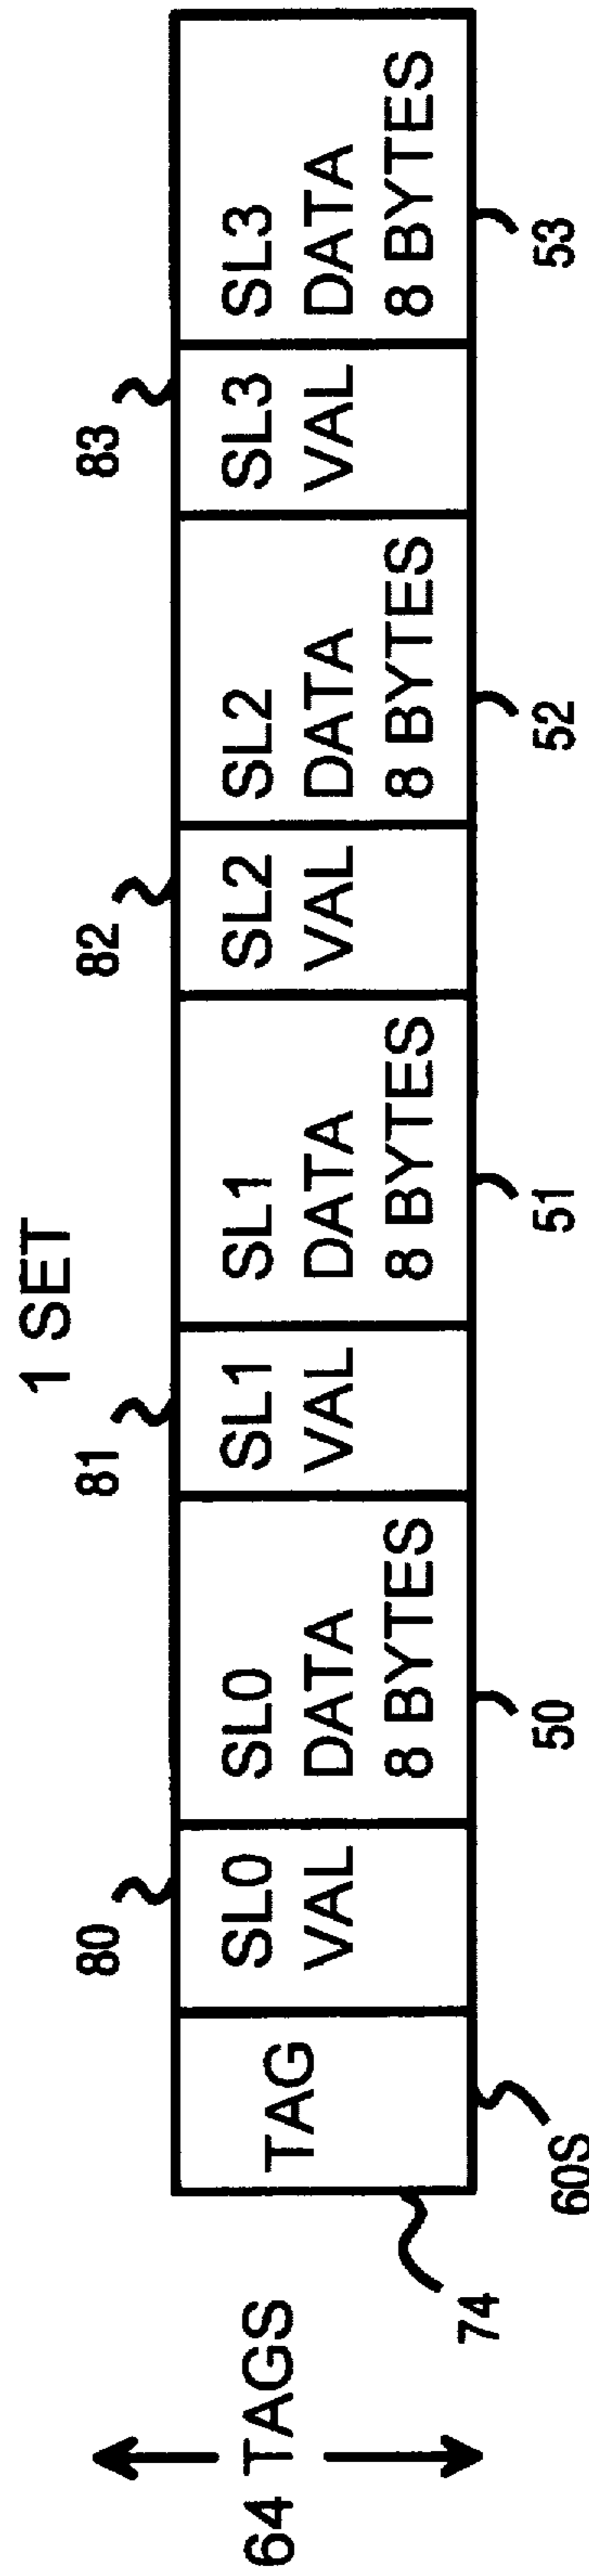 1 SET
80
81
82
83
64 TAGS
TAG
SL0
VAL
SL0
DATA
8 BYTES
SL1
VAL
SL1
DATA
8 BYTES
SL2
VAL
SL2
DATA
8 BYTES
SL3
VAL
SL3
DATA
8 BYTES
74
60S
50
51
52
53